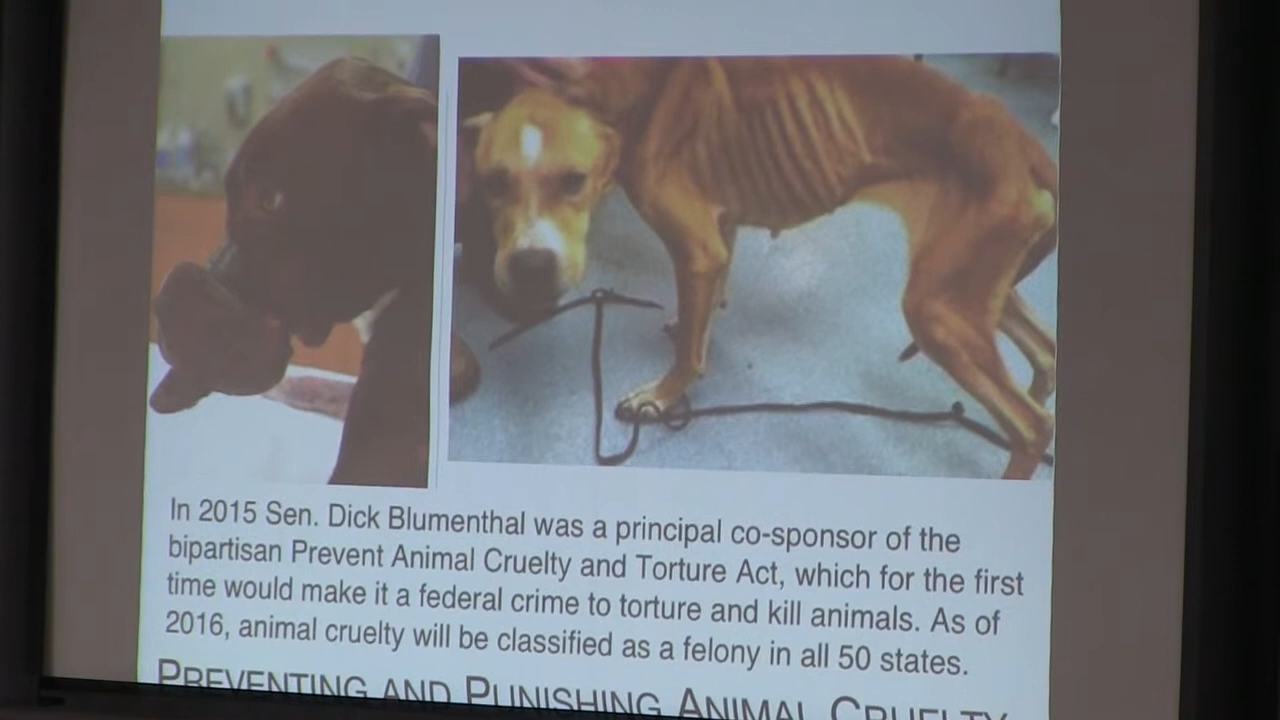 In 2015 Sen. Dick Blumenthal was a principal co-sponsor of the
bipartisan Prevent Animal Cruelty and Torture Act, which for the first
time would make it a federal crime to torture and kill animals. As of
2016, animal cruelty will be classified as a felony in all 50 states.
PREVENTING AND PUNISHING ANIMAL CRUELTY